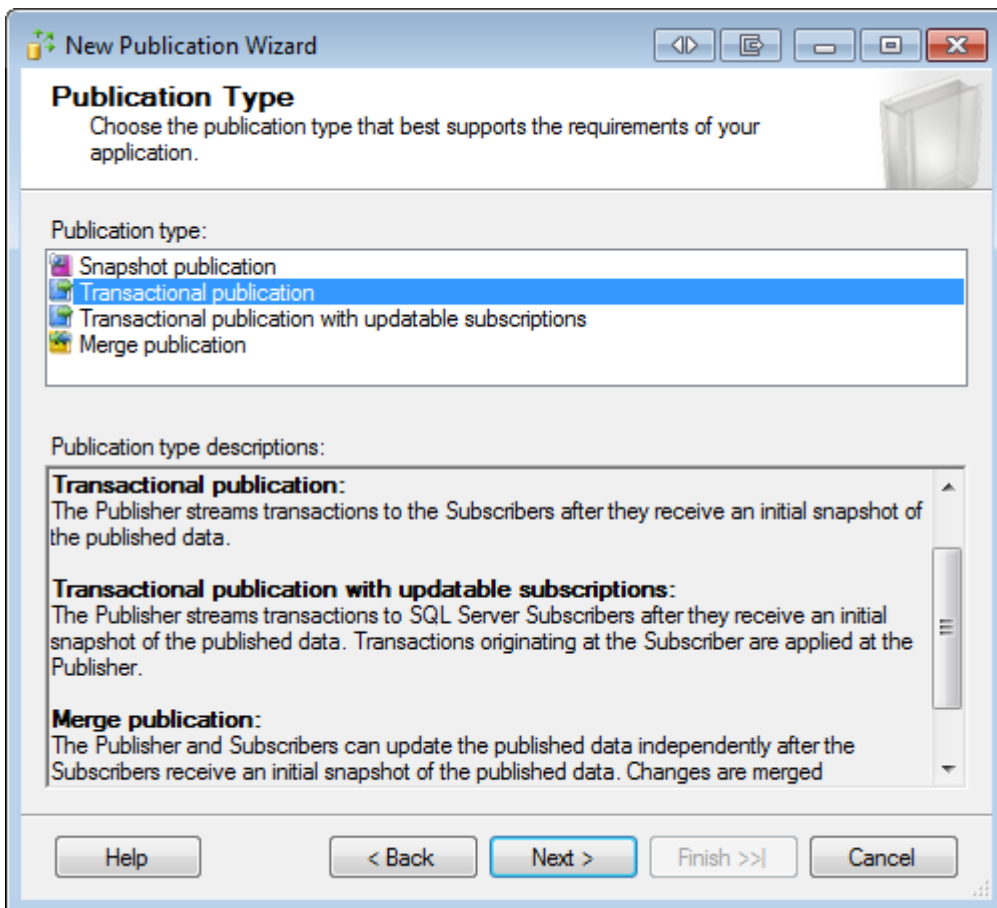 New Publication Wizard
Publication Type
Choose the publication type that best supports the requirements of your
application.
Publication type:
Snapshot publication
Transactional publication
Transactional publication with updatable subscriptions
Merge publication
Publication type descriptions:
Transactional publication:
The Publisher streams transactions to the Subscribers after they receive an initial snapshot of
the published data.
Transactional publication with updatable subscriptions:
The Publisher streams transactions to SQL Server Subscribers after they receive an initial
snapshot of the published data. Transactions originating at the Subscriber are applied at the
Publisher.
Merge publication:
The Publisher and Subscribers can update the published data independently after the
Subscribers receive an initial snapshot of the published data. Changes are merged
Help
< Back
Next >
Finish >>|
Cancel